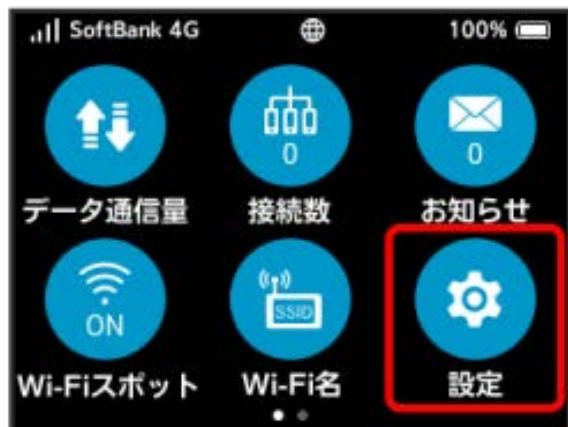 SoftBank 4G 100%
0 0
データ通信量 接続数 お知らせ
ON SSID
Wi-Fiスポット Wi-Fi名 設定